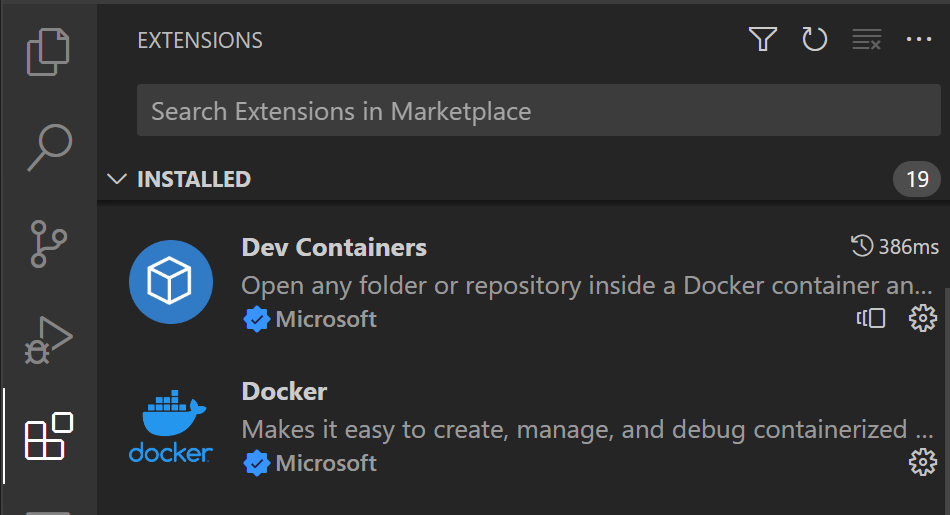 EXTENSIONS
Search Extensions in Marketplace
INSTALLED 19
Dev Containers 386ms
Open any folder or repository inside a Docker container an...
Microsoft
Docker
docker
Makes it easy to create, manage, and debug containerized ...
Microsoft